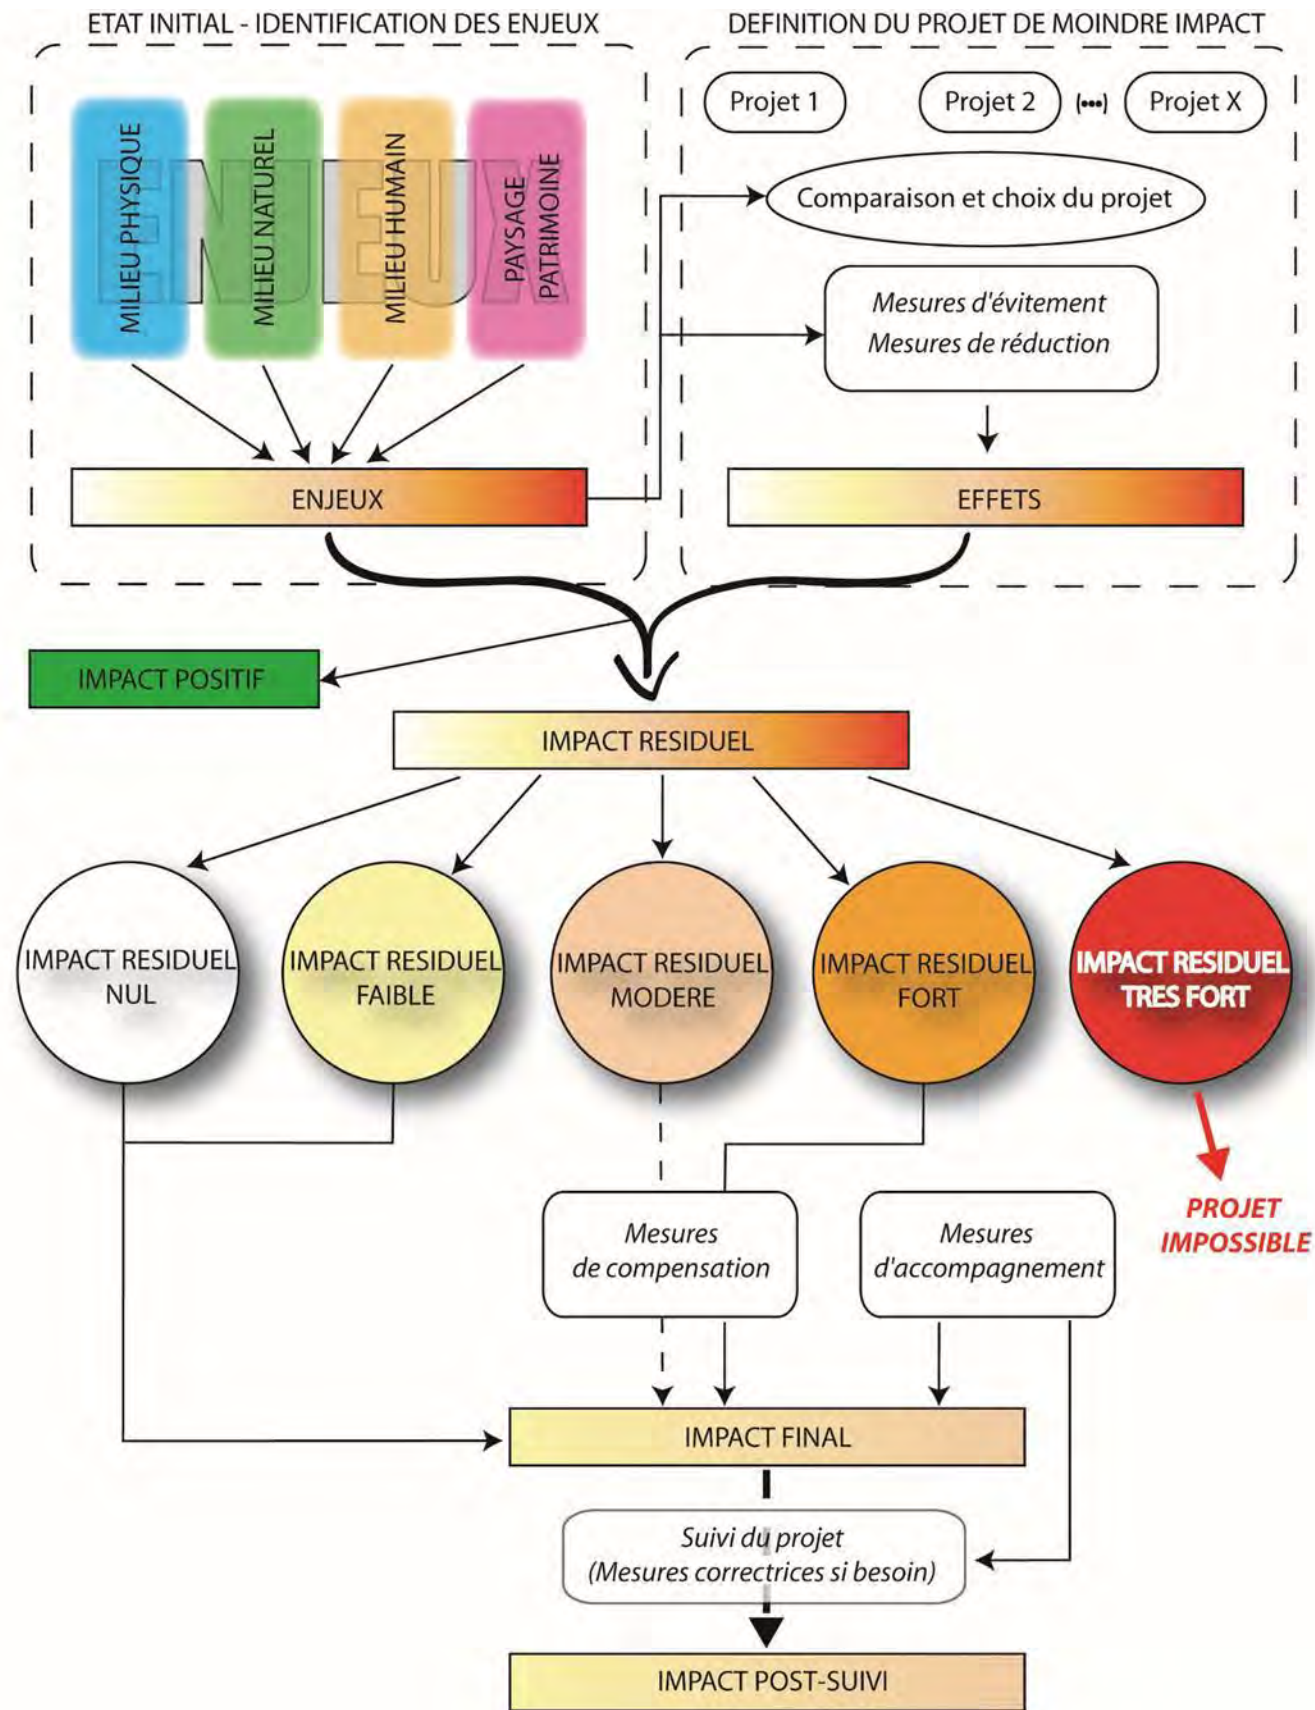 ETAT INITIAL - IDENTIFICATION DES ENJEUX
DEFINITION DU PROJET DE MOINDRE IMPACT
ENJEUX
MILIEU PHYSIQUE
MILIEU NATUREL
MILIEU HUMAIN
PAYSAGE
PATRIMOINE
Projet 1
Projet 2
(•••)
Projet X
Comparaison et choix du projet
Mesures d'évitement
Mesures de réduction
ENJEUX
EFFETS
IMPACT POSITIF
IMPACT RESIDUEL
IMPACT RESIDUEL
NUL
IMPACT RESIDUEL
FAIBLE
IMPACT RESIDUEL
MODERE
IMPACT RESIDUEL
FORT
IMPACT RESIDUEL
TRES FORT
PROJET
IMPOSSIBLE
Mesures
de compensation
Mesures
d'accompagnement
IMPACT FINAL
Suivi du projet
(Mesures correctrices si besoin)
IMPACT POST-SUIVI